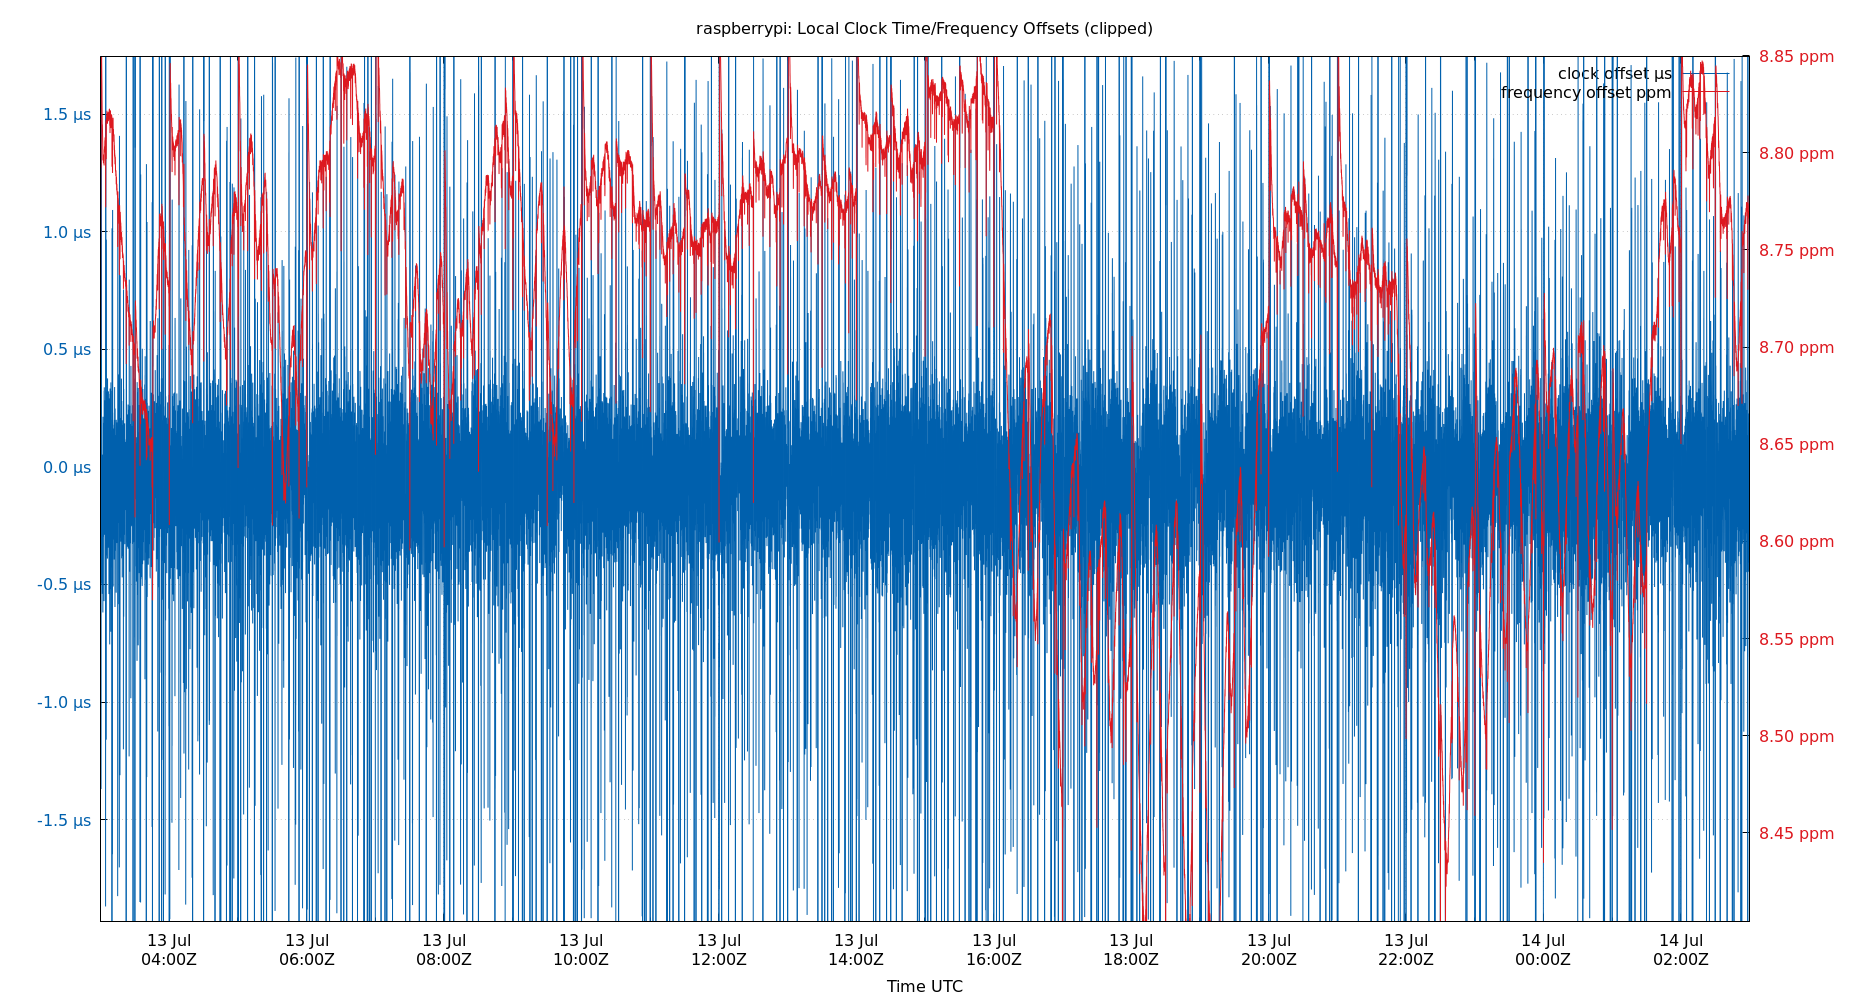 raspberrypi: Local Clock Time/Frequency Offsets (clipped)
clock offset µs
frequency offset ppm
1.5 µs
1.0 µs
0.5 µs
0.0 µs
-0.5 µs
-1.0 µs
-1.5 µs
8.85 ppm
8.80 ppm
8.75 ppm
8.70 ppm
8.65 ppm
8.60 ppm
8.55 ppm
8.50 ppm
8.45 ppm
13 Jul 13 Jul 13 Jul 13 Jul 13 Jul 13 Jul 13 Jul 13 Jul 13 Jul 13 Jul 14 Jul 14 Jul
04:00Z 06:00Z 08:00Z 10:00Z 12:00Z 14:00Z 16:00Z 18:00Z 20:00Z 22:00Z 00:00Z 02:00Z
Time UTC